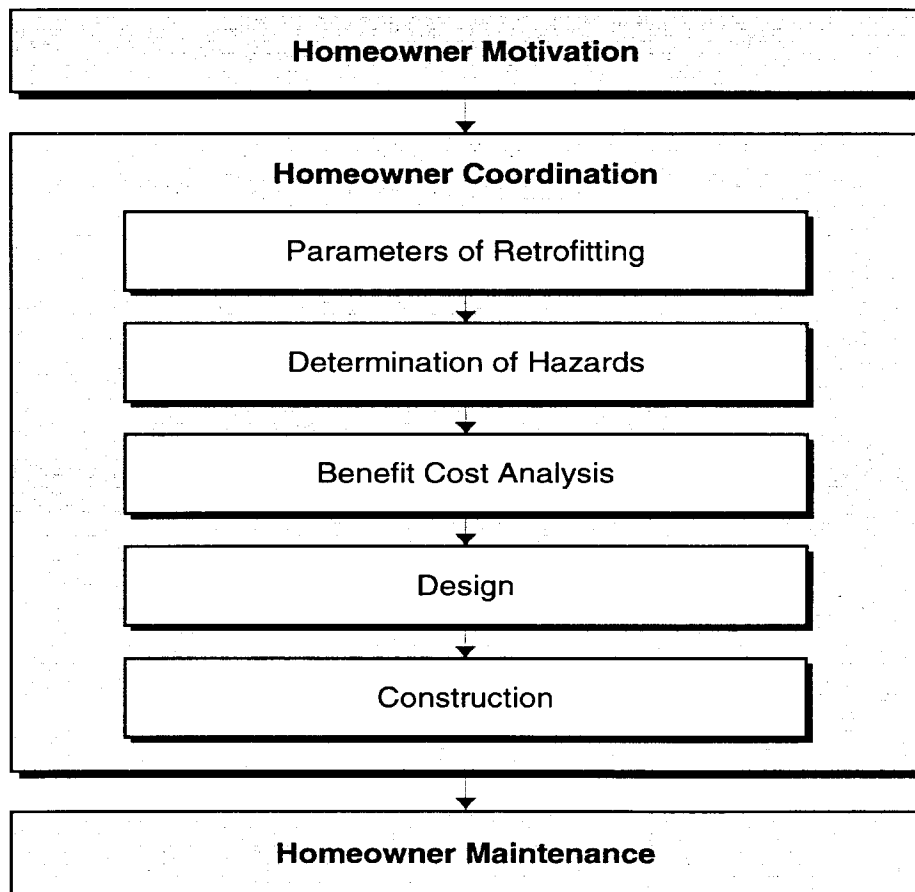 Homeowner Motivation
Homeowner Coordination
Parameters of Retrofitting
Determination of Hazards
Benefit Cost Analysis
Design
Construction
Homeowner Maintenance